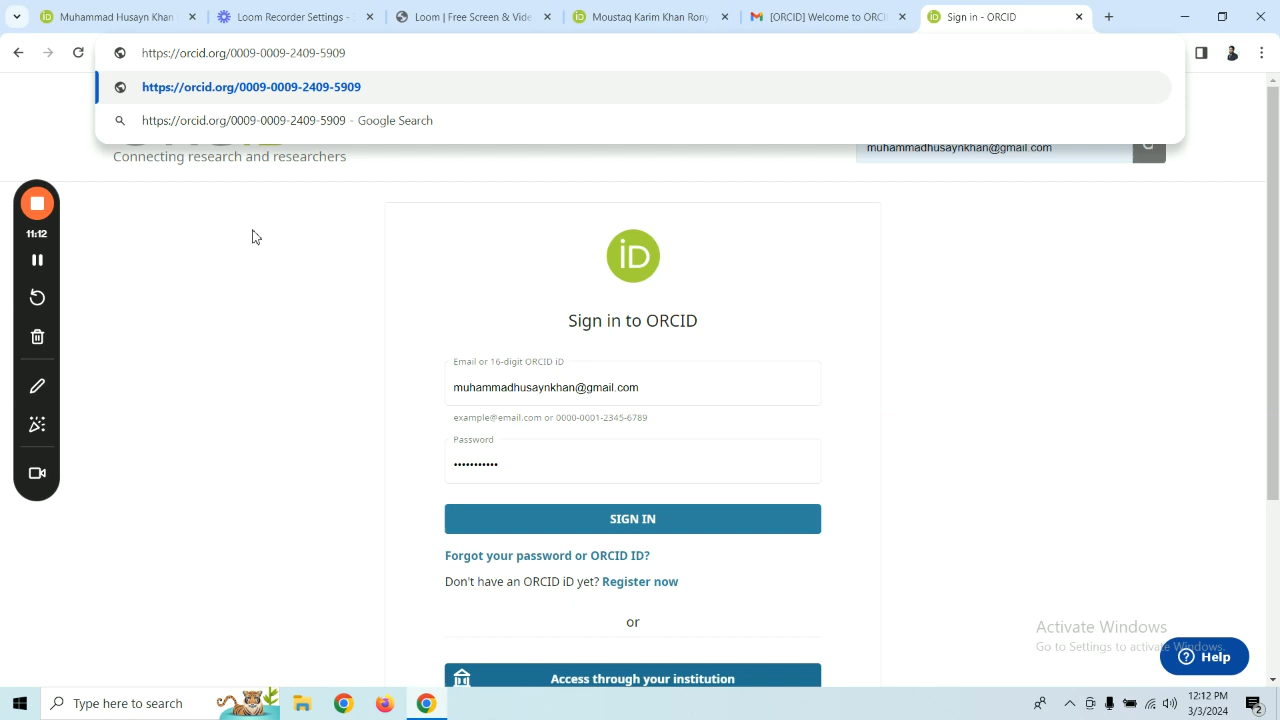 Muhammad Husayn Khan
Loom Recorder Settings -
Loom | Free Screen & Vide
Moustaq Karim Khan Rony
[ORCID] Welcome to ORCI
Sign in - ORCID
https://orcid.org/0009-0009-2409-5909
https://orcid.org/0009-0009-2409-5909
https://orcid.org/0009-0009-2409-5909 - Google Search
Connecting research and researchers
muhammadhusaynkhan@gmail.com
11:12
iD
Sign in to ORCID
Email or 16-digit ORCID iD
muhammadhusaynkhan@gmail.com
example@email.com or 0000-0001-2345-6789
Password
•••••••••••
SIGN IN
Forgot your password or ORCID ID?
Don't have an ORCID iD yet? Register now
or
Activate Windows
Go to Settings to activate Windows.
Help
Access through your institution
Type here to search
12:12 PM
3/3/2024
2